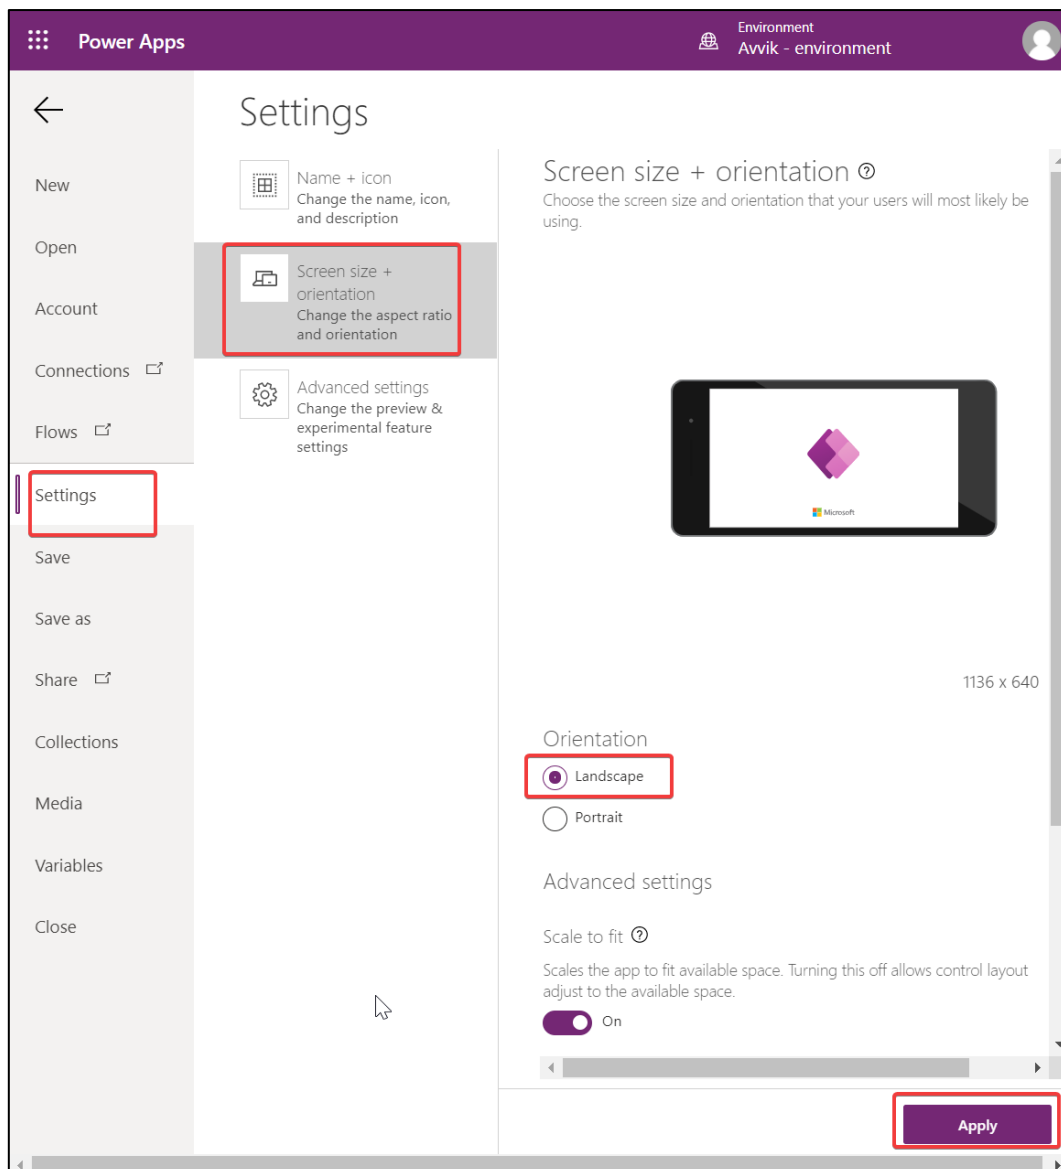 Power Apps
Environment
Avvik - environment
New
Open
Account
Connections
Flows
Settings
Save
Save as
Share
Collections
Media
Variables
Close
Settings
Name + icon
Change the name, icon,
and description
Screen size +
orientation
Change the aspect ratio
and orientation
Advanced settings
Change the preview &
experimental feature
settings
Screen size + orientation
Choose the screen size and orientation that your users will most likely be
using.
Microsoft
1136 x 640
Orientation
Landscape
Portrait
Advanced settings
Scale to fit
Scales the app to fit available space. Turning this off allows control layout
adjust to the available space.
On
Apply